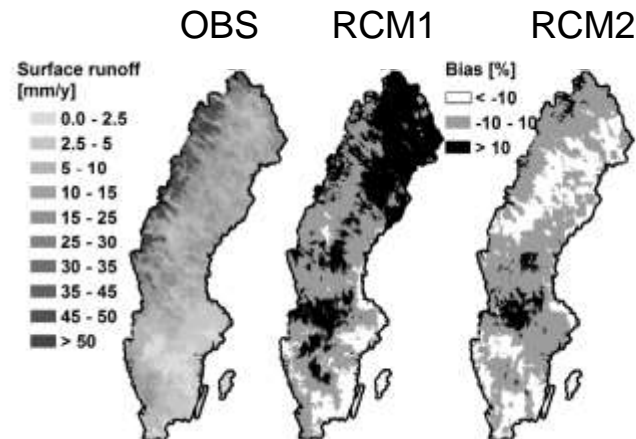 OBS RCM1 RCM2
Surface runoff
[mm/y]
0.0 - 2.5
2.5 - 5
5 - 10
10 - 15
15 - 25
25 - 30
30 - 35
35 - 45
45 - 50
> 50
Bias [%]
< -10
-10 - 10
> 10